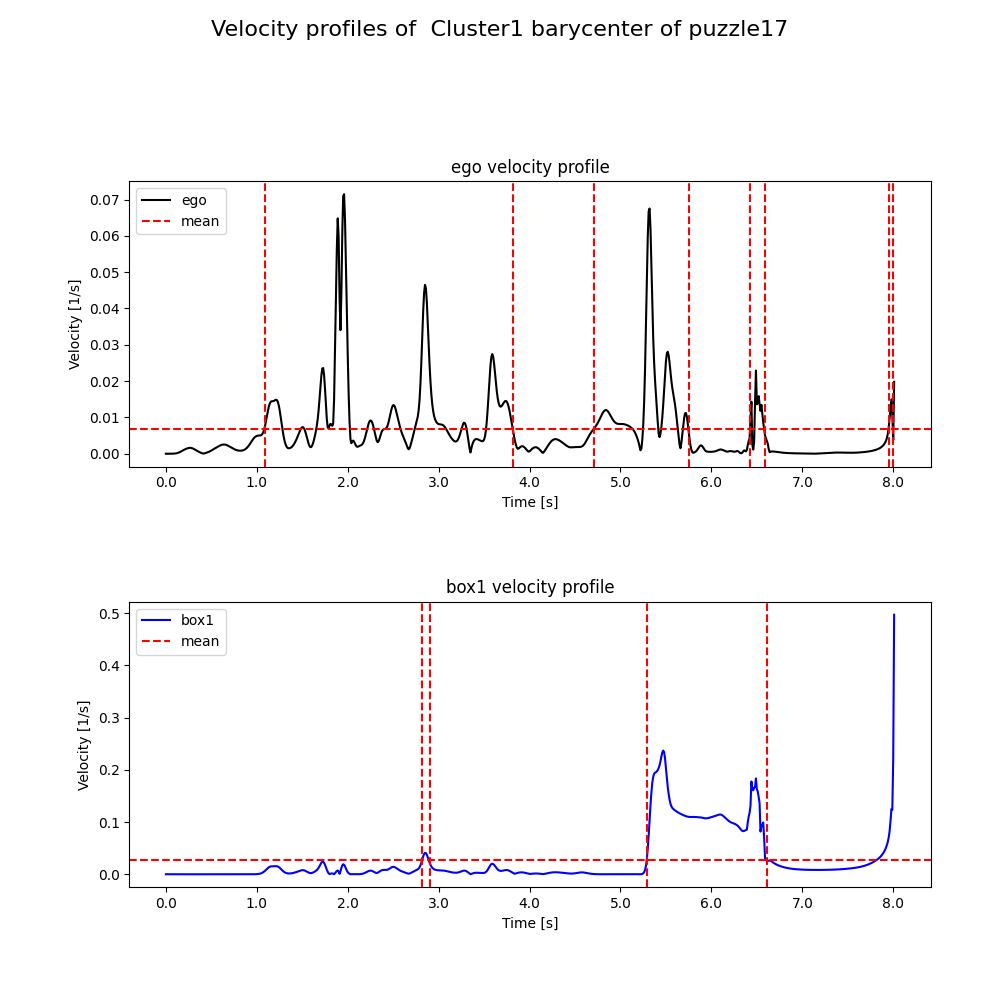 Velocity profiles of  Cluster1 barycenter of puzzle17
ego velocity profile
ego
mean
Velocity [1/s]
0.07
0.06
0.05
0.04
0.03
0.02
0.01
0.00
0.0 1.0 2.0 3.0 4.0 5.0 6.0 7.0 8.0
Time [s]
box1 velocity profile
box1
mean
Velocity [1/s]
0.5
0.4
0.3
0.2
0.1
0.0
0.0 1.0 2.0 3.0 4.0 5.0 6.0 7.0 8.0
Time [s]